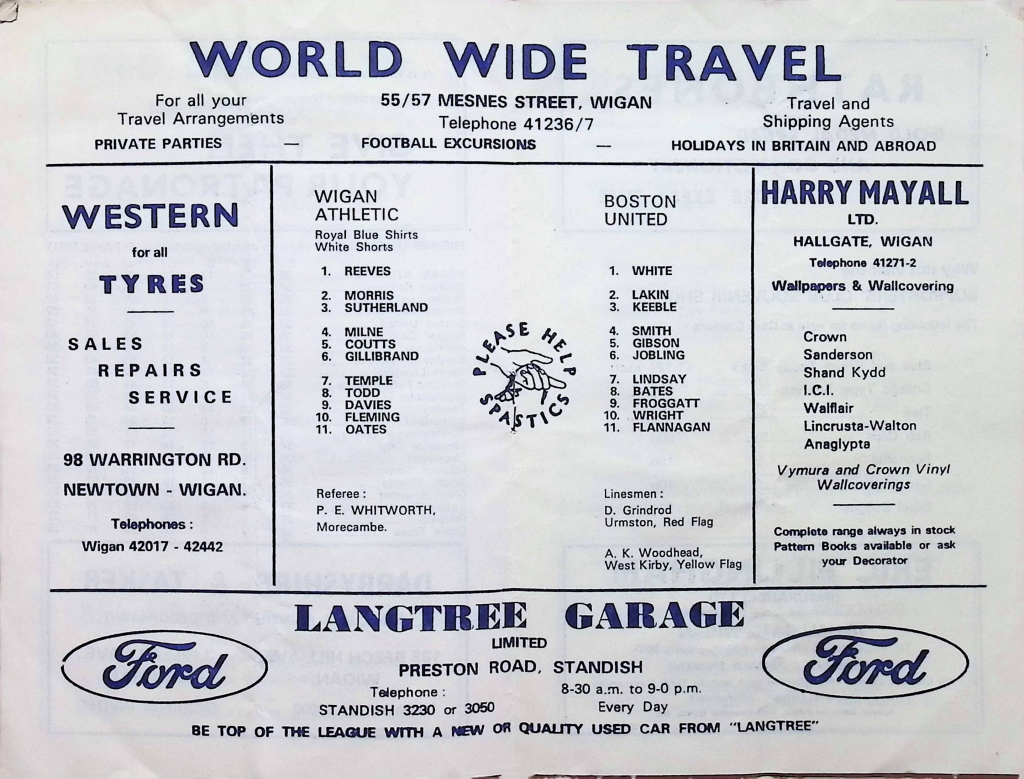 WORLD WIDE TRAVEL
For all your
Travel Arrangements
55/57 MESNES STREET, WIGAN
Telephone 41236/7
Travel and
Shipping Agents
PRIVATE PARTIES — FOOTBALL EXCURSIONS — HOLIDAYS IN BRITAIN AND ABROAD
WESTERN
for all
TYRES
SALES
REPAIRS
SERVICE
98 WARRINGTON RD.
NEWTOWN - WIGAN.
Telephones :
Wigan 42017 - 42442
WIGAN
ATHLETIC
Royal Blue Shirts
White Shorts
1. REEVES
2. MORRIS
3. SUTHERLAND
4. MILNE
5. COUTTS
6. GILLIBRAND
7. TEMPLE
8. TODD
9. DAVIES
10. FLEMING
11. OATES
Referee :
P. E. WHITWORTH,
Morecambe.
PLEASE HELP
SPASTICS
BOSTON
UNITED
1. WHITE
2. LAKIN
3. KEEBLE
4. SMITH
5. GIBSON
6. JOBLING
7. LINDSAY
8. BATES
9. FROGGATT
10. WRIGHT
11. FLANNAGAN
Linesmen :
D. Grindrod
Urmston, Red Flag
A. K. Woodhead,
West Kirby, Yellow Flag
HARRY MAYALL
LTD.
HALLGATE, WIGAN
Telephone 41271-2
Wallpapers & Wallcovering
Crown
Sanderson
Shand Kydd
I.C.I.
Walflair
Lincrusta-Walton
Anaglypta
Vymura and Crown Vinyl
Wallcoverings
Complete range always in stock
Pattern Books available or ask
your Decorator
LANGTREE GARAGE
LIMITED
Ford
PRESTON ROAD, STANDISH
Telephone :
STANDISH 3230 or 3050
8-30 a.m. to 9-0 p.m.
Every Day
Ford
BE TOP OF THE LEAGUE WITH A NEW OR QUALITY USED CAR FROM "LANGTREE"